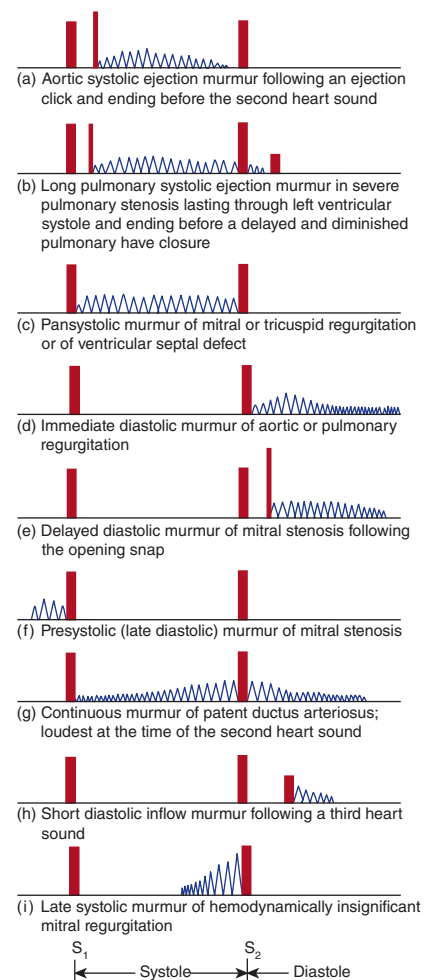 (a) Aortic systolic ejection murmur following an ejection
click and ending before the second heart sound
(b) Long pulmonary systolic ejection murmur in severe
pulmonary stenosis lasting through left ventricular
systole and ending before a delayed and diminished
pulmonary have closure
(c) Pansystolic murmur of mitral or tricuspid regurgitation
or of ventricular septal defect
(d) Immediate diastolic murmur of aortic or pulmonary
regurgitation
(e) Delayed diastolic murmur of mitral stenosis following
the opening snap
(f) Presystolic (late diastolic) murmur of mitral stenosis
(g) Continuous murmur of patent ductus arteriosus;
loudest at the time of the second heart sound
(h) Short diastolic inflow murmur following a third heart
sound
(i) Late systolic murmur of hemodynamically insignificant
mitral regurgitation
S1 S2
Systole Diastole